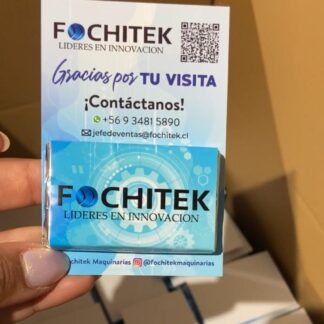 FOCHITEK
LIDERES EN INNOVACION
Gracias por TU VISITA
¡Contáctanos!
+56 9 3481 5890
jefedeventas@fochitek.cl
FOCHITEK
LIDERES EN INNOVACION
chitek Maquinarias @fochitekmaquinarias